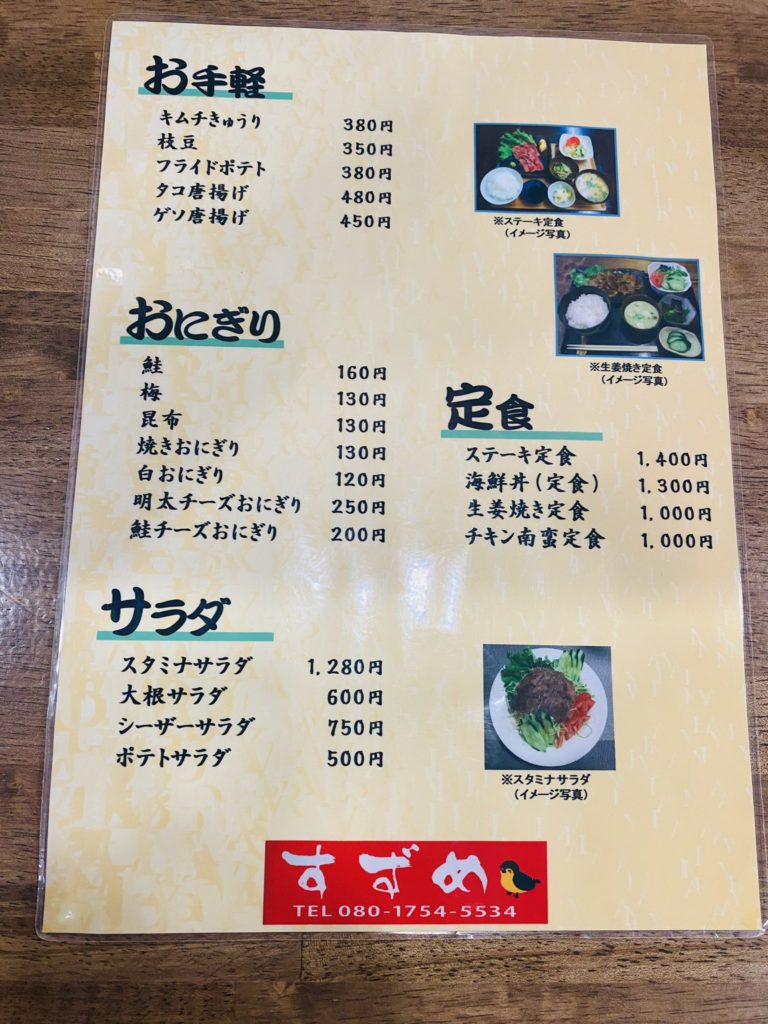 お手軽
キムチきゅうり 380円
枝豆 350円
フライドポテト 380円
タコ唐揚げ 480円
ゲソ唐揚げ 450円
※ステーキ定食
(イメージ写真)
※生姜焼き定食
(イメージ写真)
おにぎり
鮭 160円
梅 130円
昆布 130円
焼きおにぎり 130円
白おにぎり 120円
明太チーズおにぎり 250円
鮭チーズおにぎり 200円
定食
ステーキ定食 1,400円
海鮮丼(定食) 1,300円
生姜焼き定食 1,000円
チキン南蛮定食 1,000円
サラダ
スタミナサラダ 1,280円
大根サラダ 600円
シーザーサラダ 750円
ポテトサラダ 500円
※スタミナサラダ
(イメージ写真)
すずめ
TEL 080-1754-5534